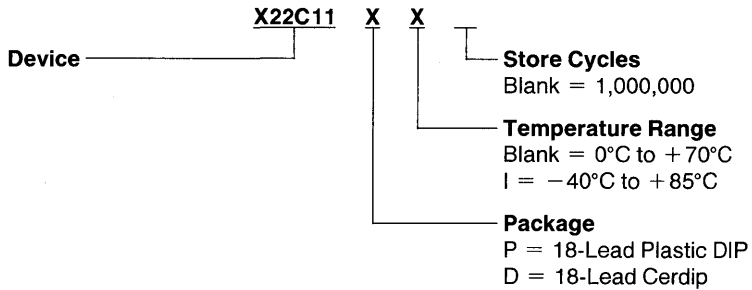 X22C11 X X
Device
Store Cycles
Blank = 1,000,000
Temperature Range
Blank = 0°C to +70°C
I = −40°C to +85°C
Package
P = 18-Lead Plastic DIP
D = 18-Lead Cerdip